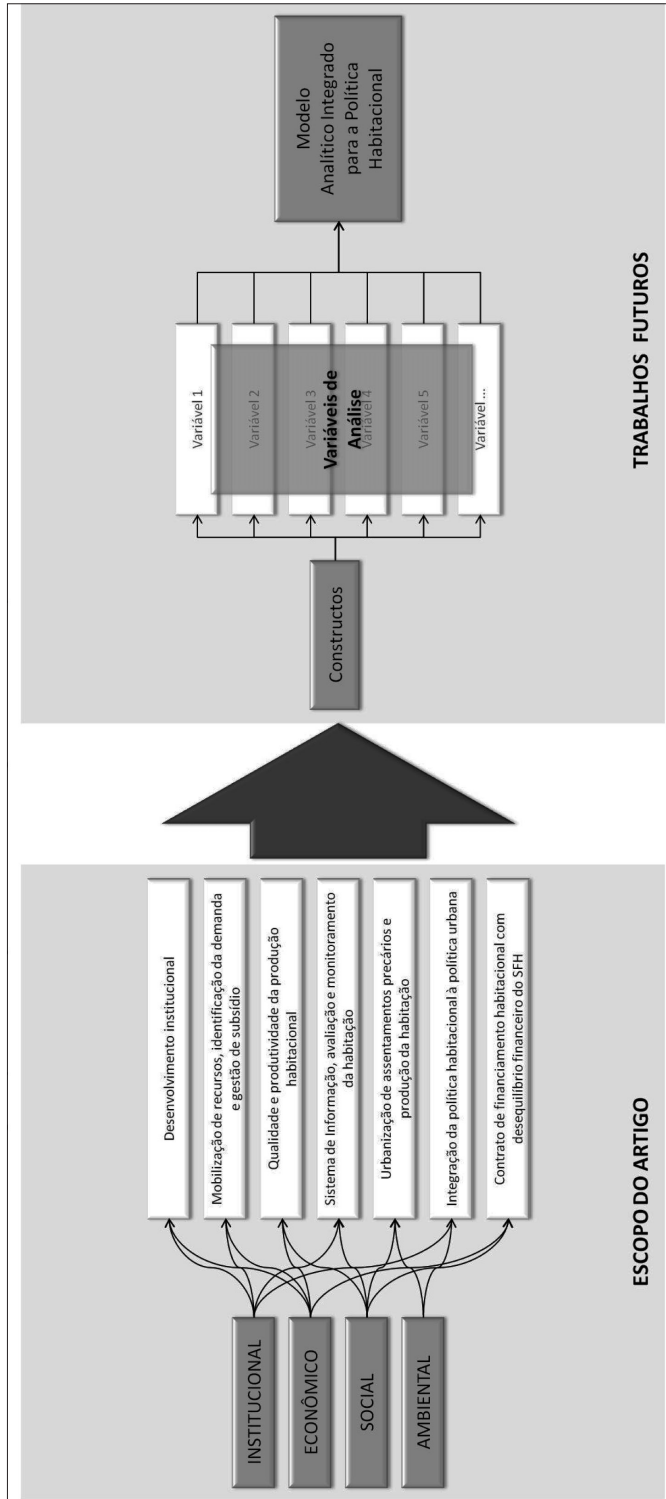 INSTITUCIONAL
ECONÔMICO
SOCIAL
AMBIENTAL
Desenvolvimento institucional
Mobilização de recursos, identificação da demanda
e gestão de subsídio
Qualidade e produtividade da produção
habitacional
Sistema de Informação, avaliação e monitoramento
da habitação
Urbanização de assentamentos precários e
produção da habitação
Integração da política habitacional à política urbana
Contrato de financiamento habitacional com
desequilíbrio financeiro do SFH
ESCOPO DO ARTIGO
Constructos
Variável 1
Variável 2
Variável 3
Variáveis de
Análise
Variável 4
Variável 5
Variável ...
Modelo
Analítico Integrado
para a Política
Habitacional
TRABALHOS FUTUROS